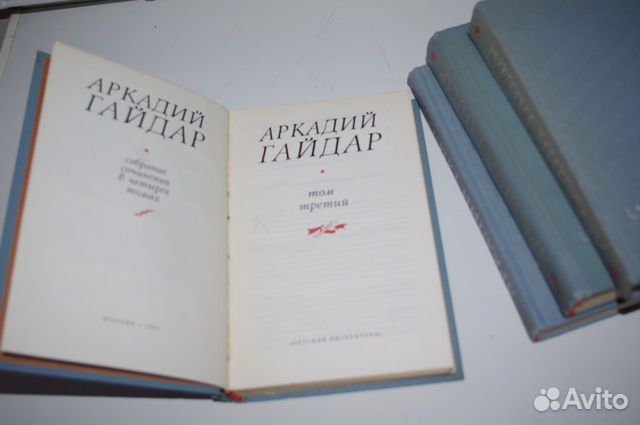 АРКАДИЙ
ГАЙДАР
собрание
сочинений
в четырех
томах
АРКАДИЙ
ГАЙДАР
том
третий
«ДЕТСКАЯ ЛИТЕРАТУРА»
Avito